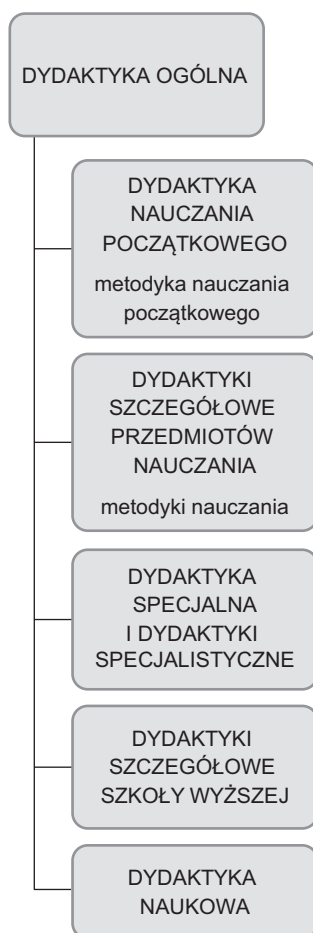 DYDAKTYKA OGÓLNA
DYDAKTYKA
NAUCZANIA
POCZĄTKOWEGO
metodyka nauczania
początkowego
DYDAKTYKI
SZCZEGÓŁOWE
PRZEDMIOTÓW
NAUCZANIA
metodyki nauczania
DYDAKTYKA
SPECJALNA
I DYDAKTYKI
SPECJALISTYCZNE
DYDAKTYKI
SZCZEGÓŁOWE
SZKOŁY WYŻSZEJ
DYDAKTYKA
NAUKOWA